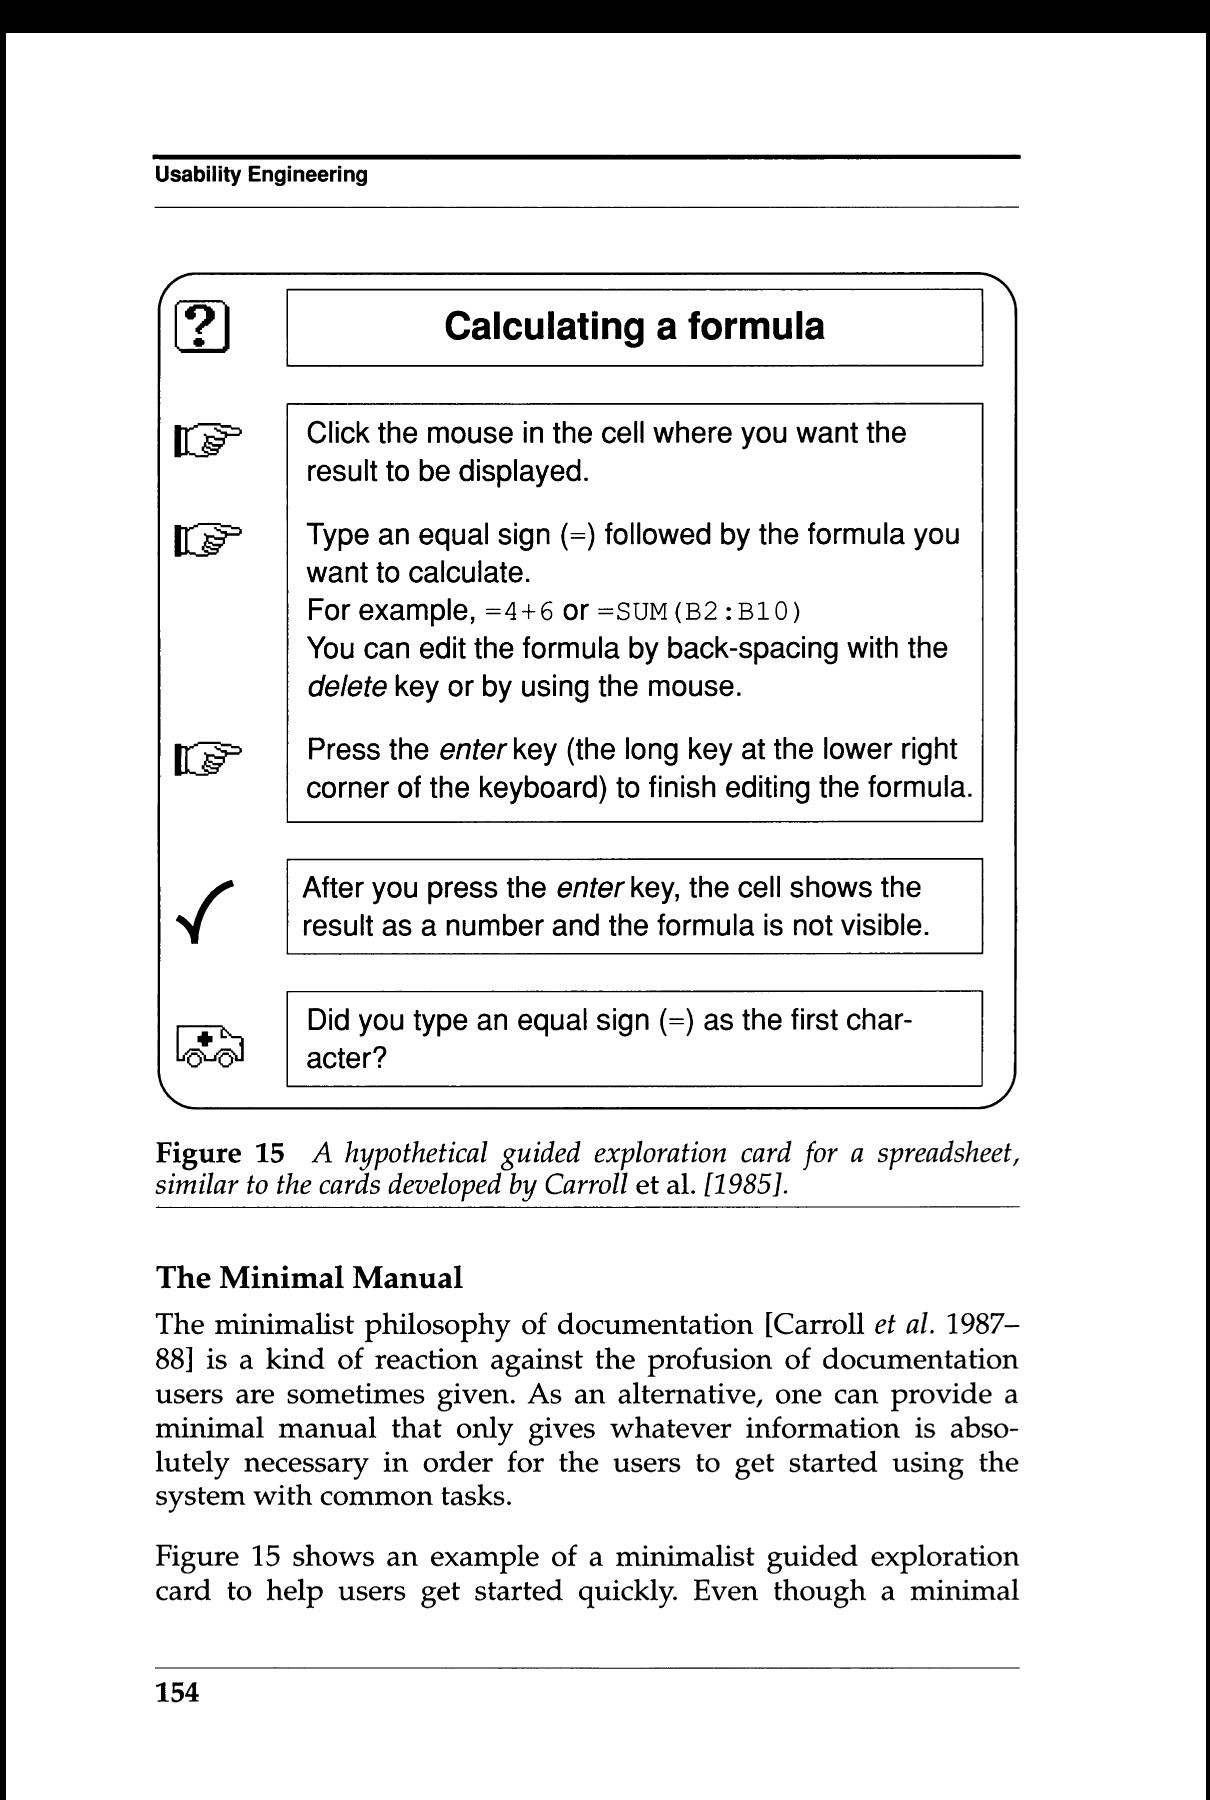 Usability Engineering
?
Calculating a formula
Click the mouse in the cell where you want the
result to be displayed.
Type an equal sign (=) followed by the formula you
want to calculate.
For example, =4+6 or =SUM(B2:B10)
You can edit the formula by back-spacing with the
delete key or by using the mouse.
Press the enter key (the long key at the lower right
corner of the keyboard) to finish editing the formula.
After you press the enter key, the cell shows the
result as a number and the formula is not visible.
Did you type an equal sign (=) as the first char-
acter?
Figure 15 A hypothetical guided exploration card for a spreadsheet,
similar to the cards developed by Carroll et al. [1985].
The Minimal Manual
The minimalist philosophy of documentation [Carroll et al. 1987–
88] is a kind of reaction against the profusion of documentation
users are sometimes given. As an alternative, one can provide a
minimal manual that only gives whatever information is abso-
lutely necessary in order for the users to get started using the
system with common tasks.
Figure 15 shows an example of a minimalist guided exploration
card to help users get started quickly. Even though a minimal
154